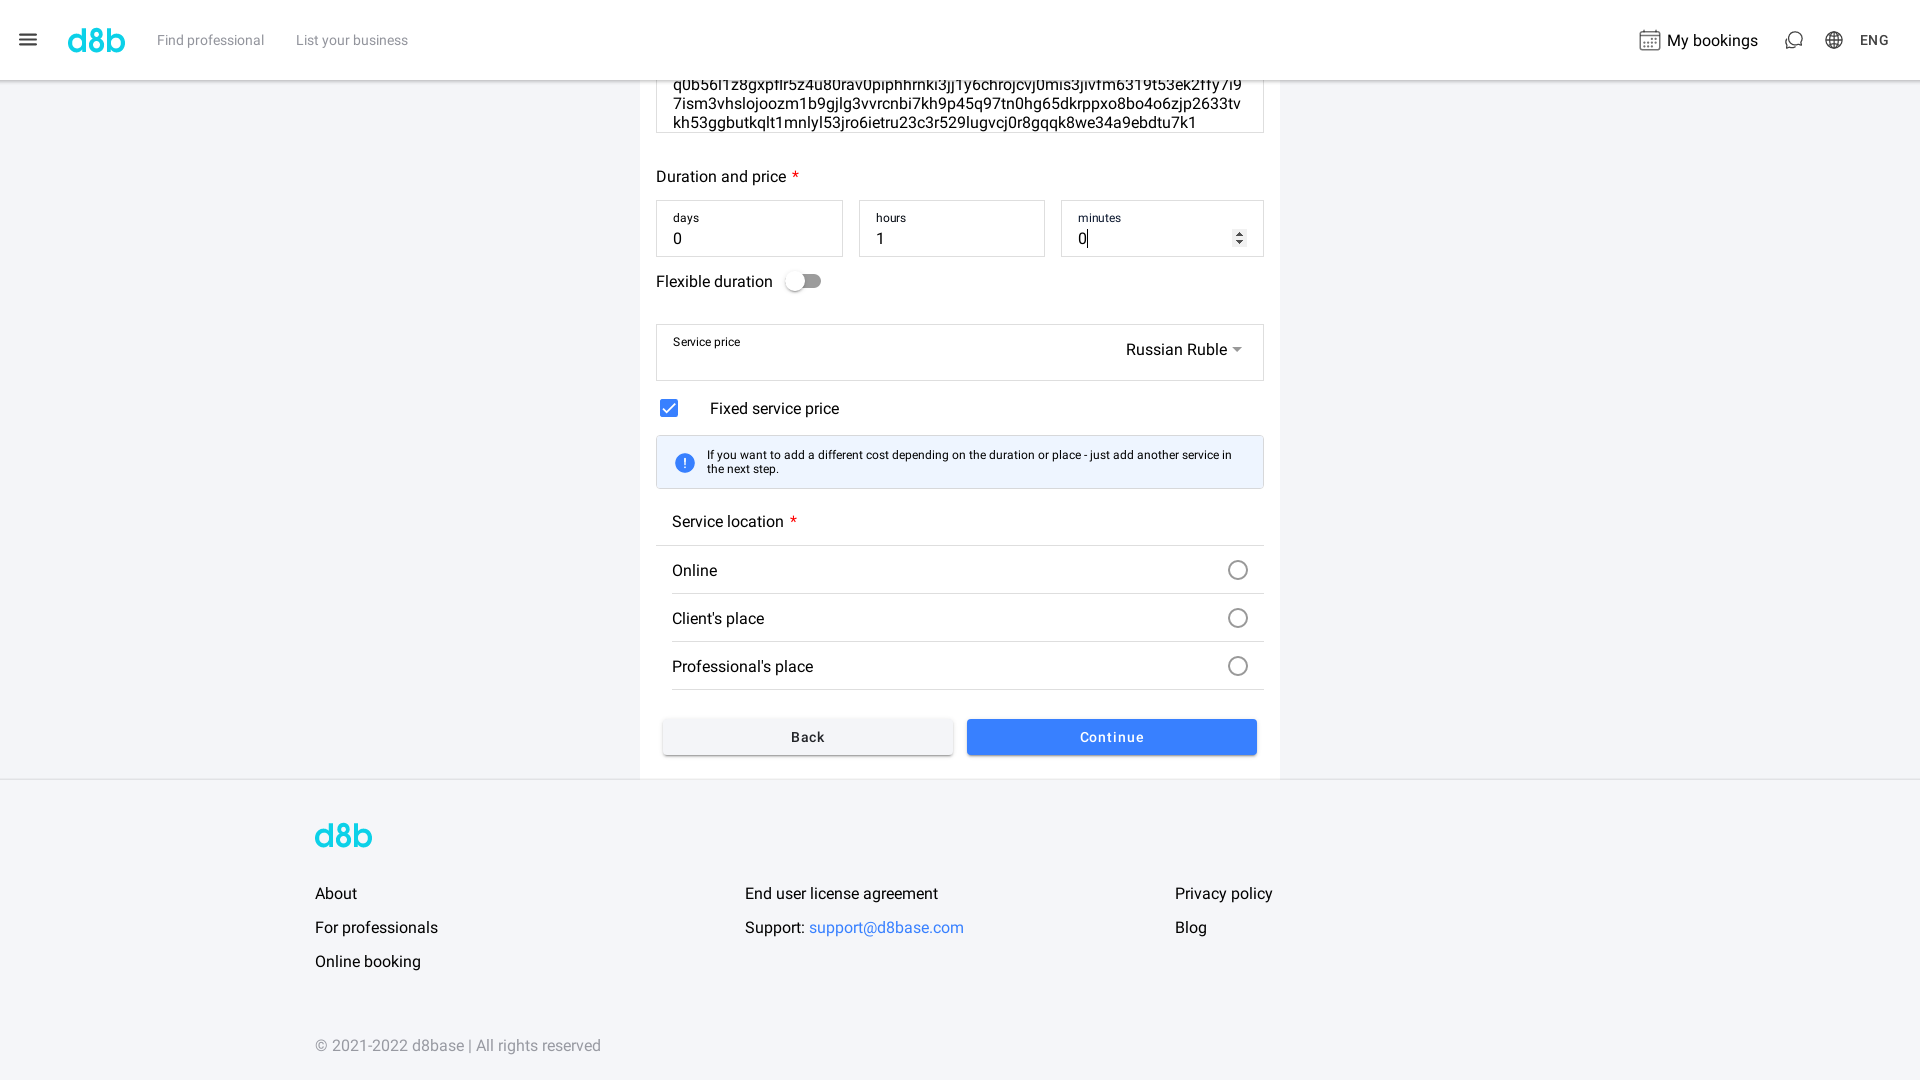 d8b
Find professional
List your business
My bookings
ENG
7ism3vhslojoozm1b9gjlg3vvrcnbi7kh9p45q97tn0hg65dkrppxo8bo4o6zjp2633tv
kh53ggbutkqlt1mnlyl53jro6ietru23c3r529lugvcj0r8gqqk8we34a9ebdtu7k1
Duration and price *
days
0
hours
1
minutes
0
Flexible duration
Service price
Russian Ruble
Fixed service price
If you want to add a different cost depending on the duration or place - just add another service in
the next step.
Service location *
Online
Client's place
Professional's place
Back
Continue
d8b
About
For professionals
Online booking
End user license agreement
Support: support@d8base.com
Privacy policy
Blog
© 2021-2022 d8base | All rights reserved